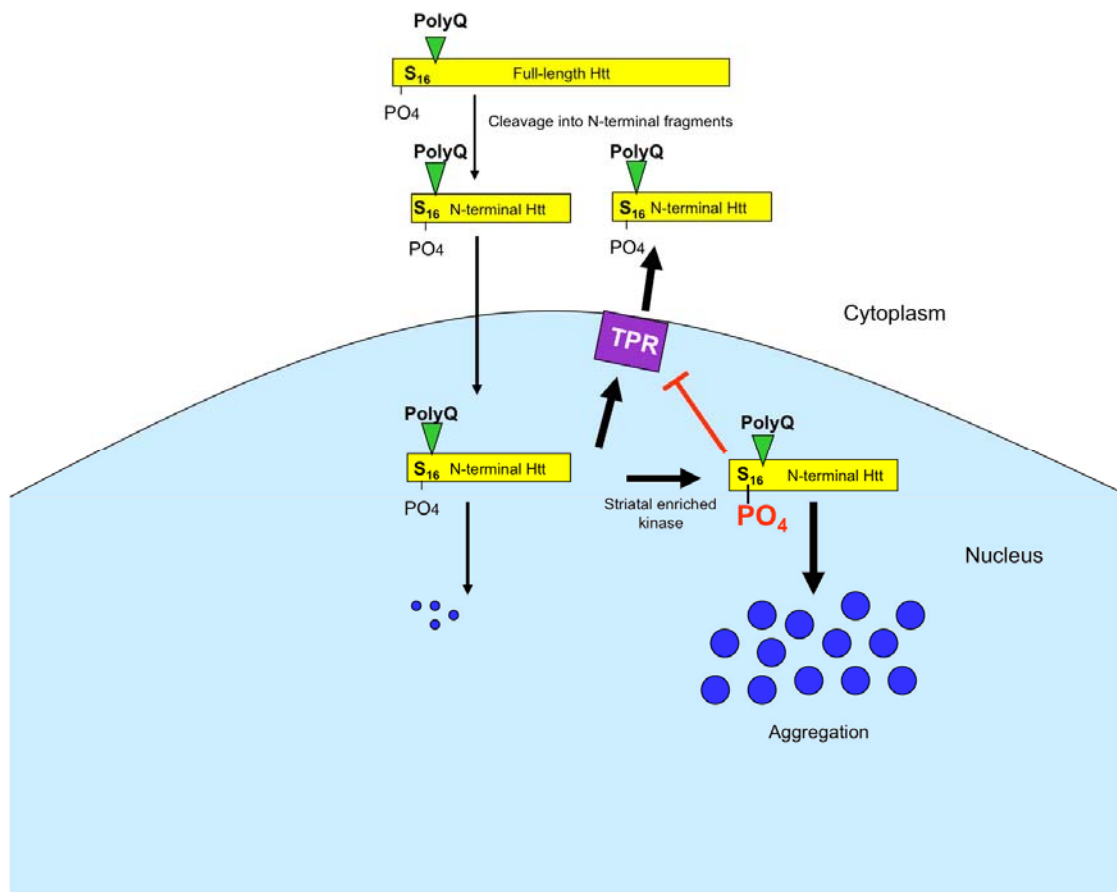 PolyQ
S16 Full-length Htt
PO4
Cleavage into N-terminal fragments
PolyQ
S16 N-terminal Htt
PO4
PolyQ
S16 N-terminal Htt
PO4
Cytoplasm
TPR
PolyQ
S16 N-terminal Htt
PO4
Striatal enriched
kinase
PolyQ
S16 N-terminal Htt
PO4
Nucleus
Aggregation